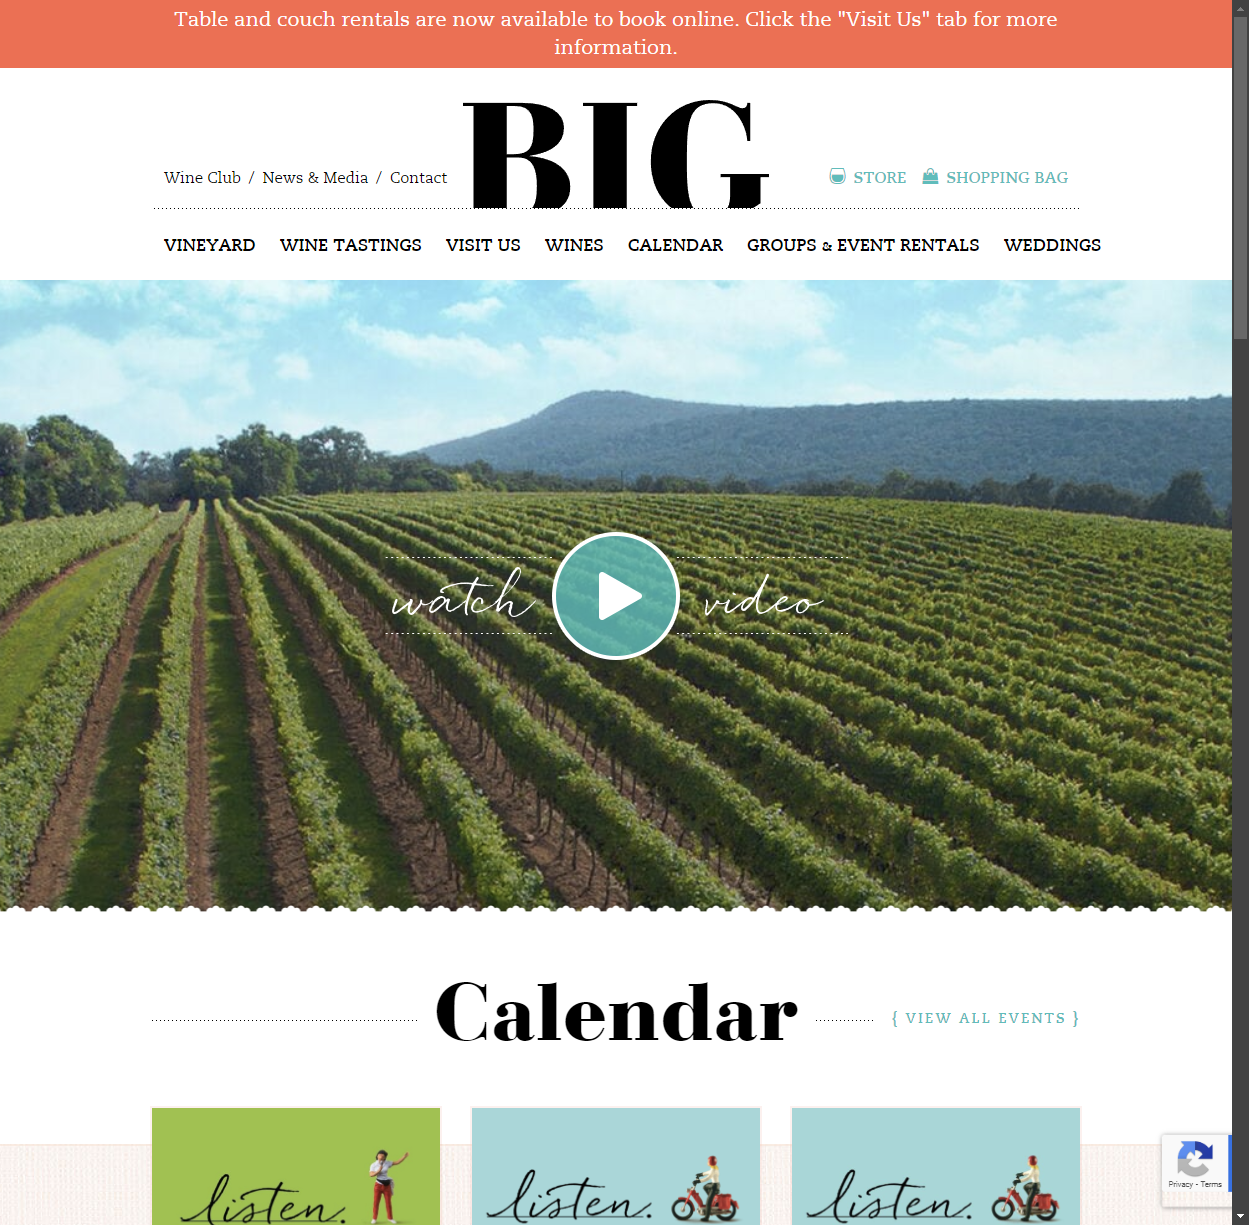 Table and couch rentals are now available to book online. Click the "Visit Us" tab for more
information.
BIG
Wine Club / News & Media / Contact
STORE SHOPPING BAG
VINEYARD WINE TASTINGS VISIT US WINES CALENDAR GROUPS & EVENT RENTALS WEDDINGS
watch video
Calendar
{ VIEW ALL EVENTS }
listen. listen. listen.
Privacy - Terms